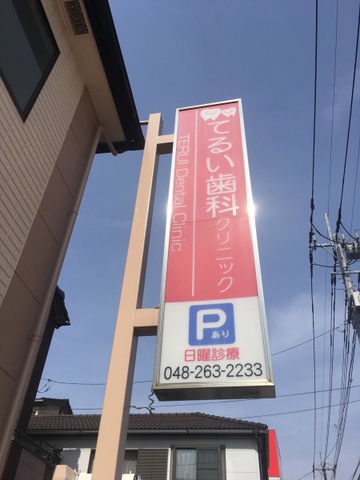 てるい歯科クリニック
TERUI Dental Clinic
P
あり
日曜診療
048-263-2233